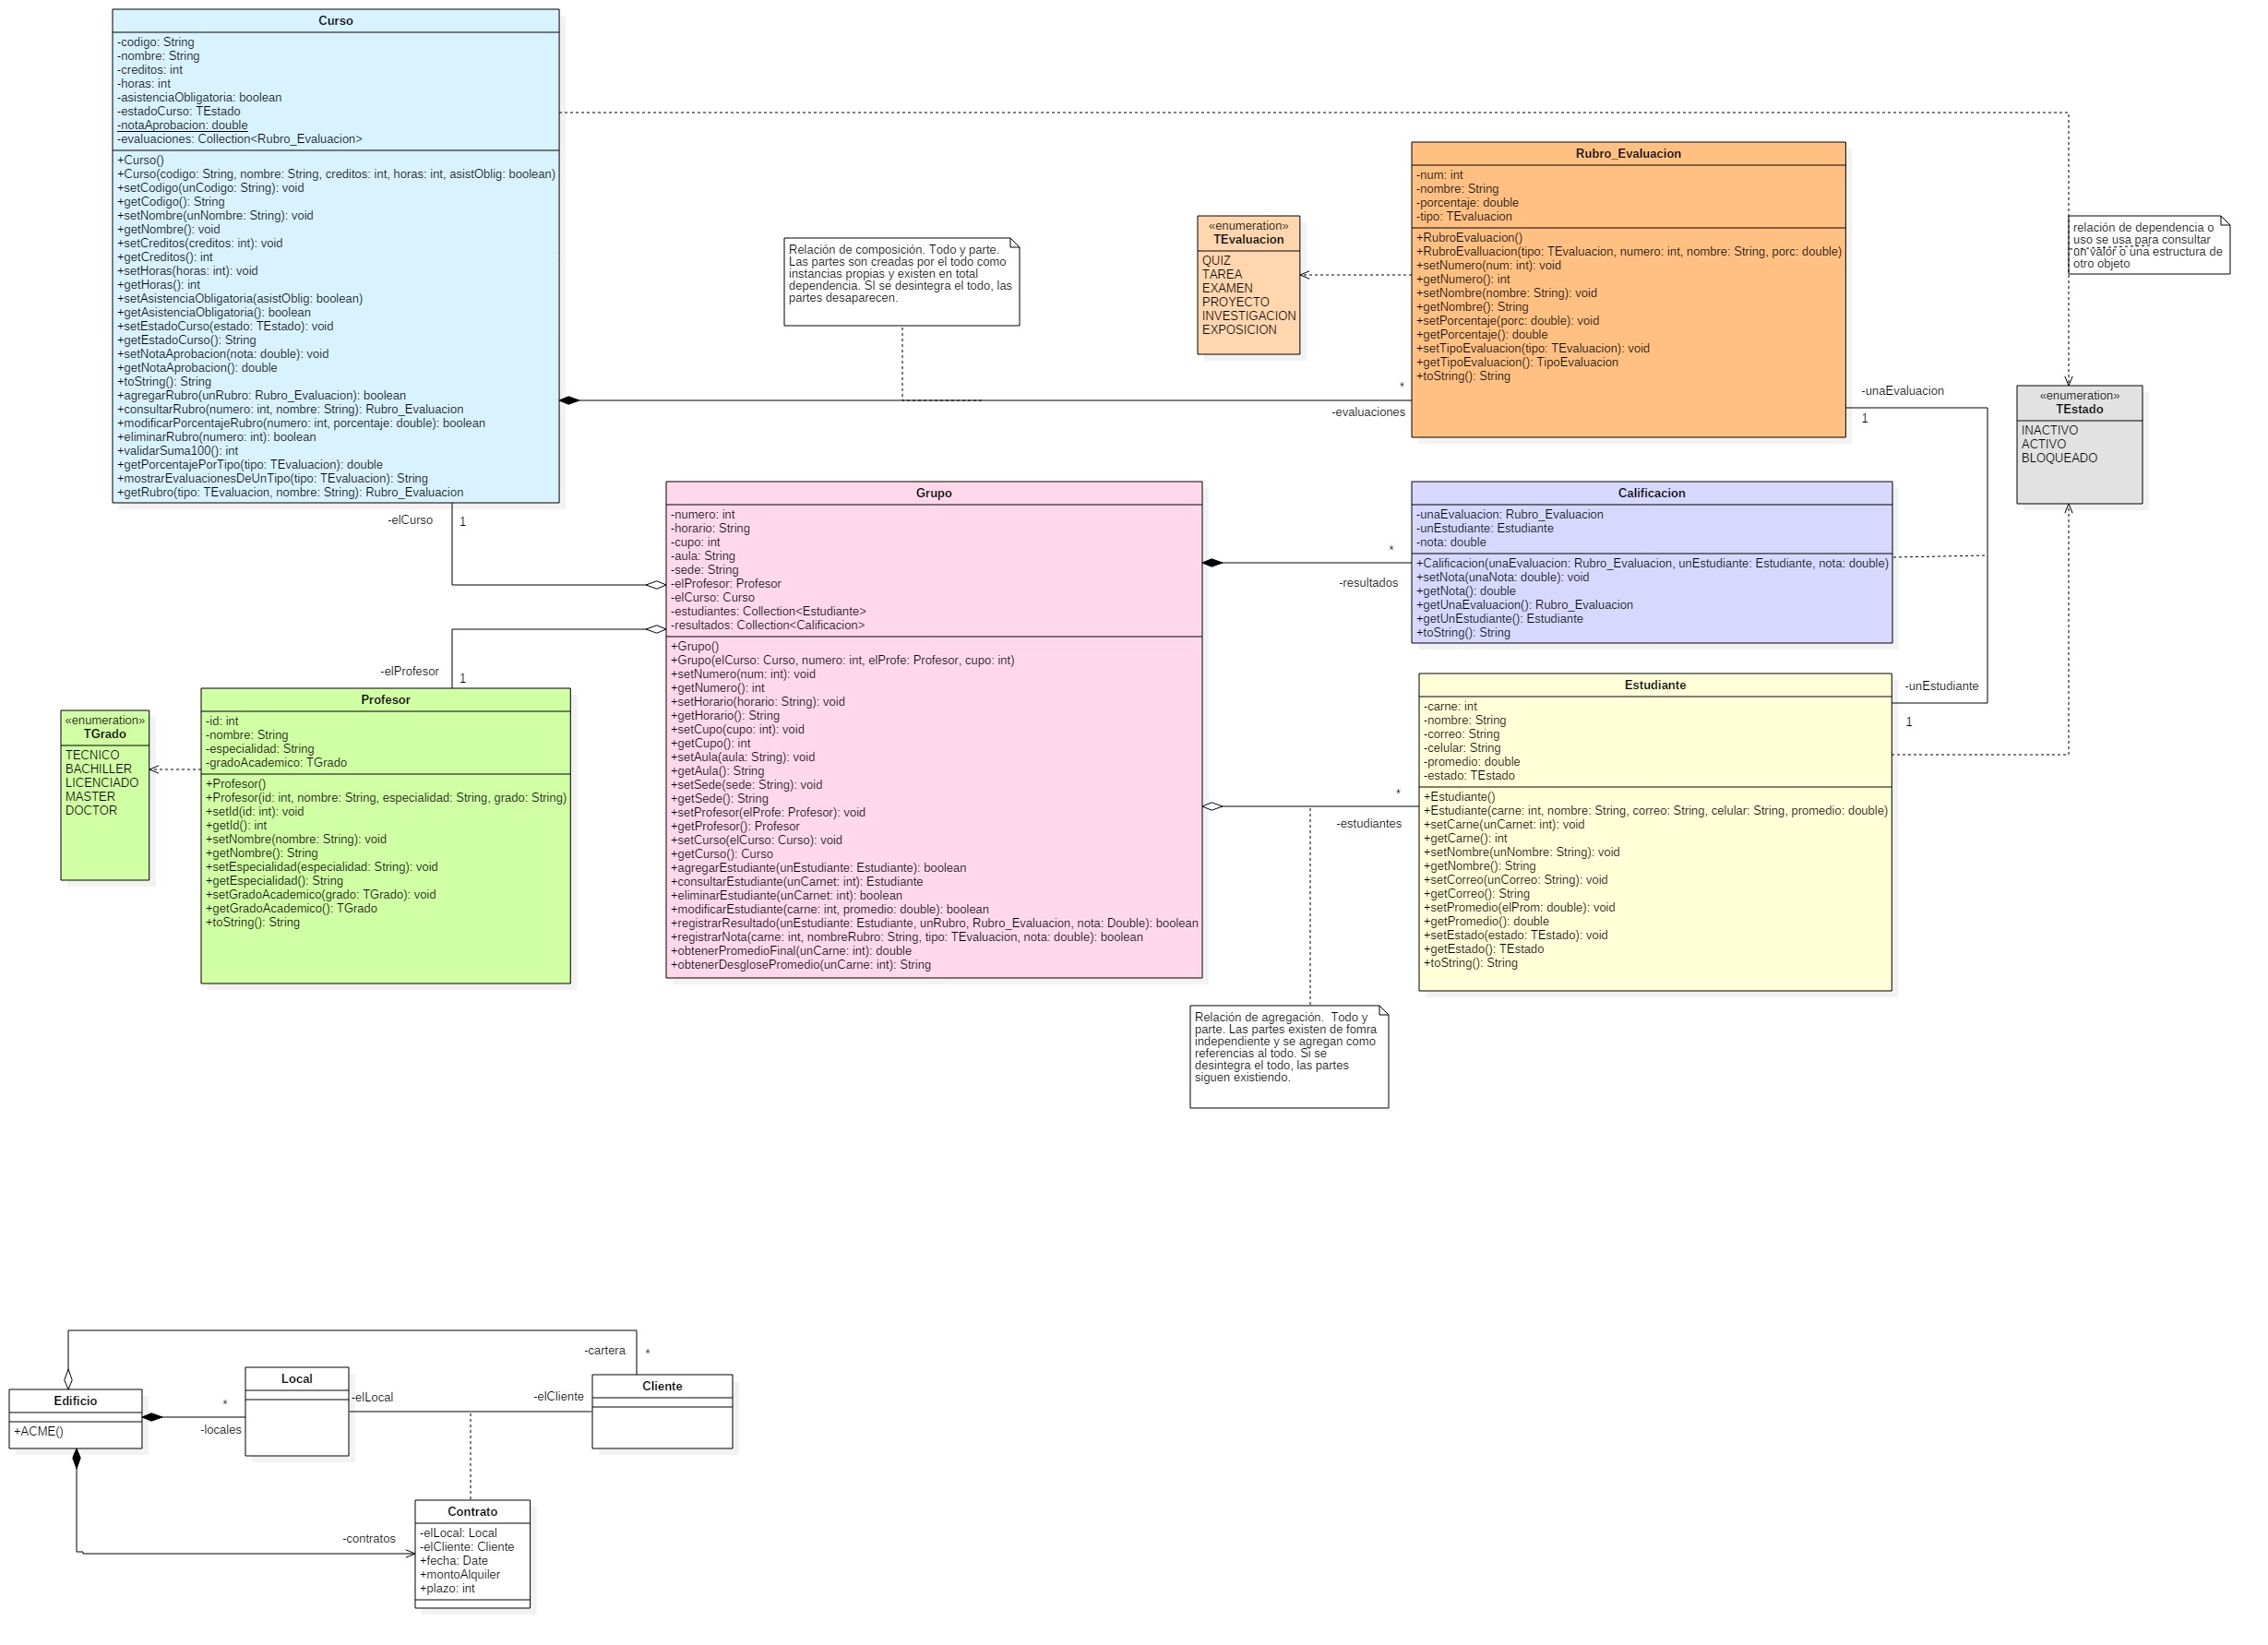 Curso
-codigo: String
-nombre: String
-creditos: int
-horas: int
-asistenciaObligatoria: boolean
-estadoCurso: TEstado
-notaAprobacion: double
-evaluaciones: Collection<Rubro_Evaluacion>
+Curso()
+Curso(codigo: String, nombre: String, creditos: int, horas: int, asistOblig: boolean)
+setCodigo(unCodigo: String): void
+getCodigo(): String
+setNombre(unNombre: String): void
+getNombre(): void
+setCreditos(creditos: int): void
+getCreditos(): int
+setHoras(horas: int): void
+getHoras(): int
+setAsistenciaObligatoria(asistOblig: boolean)
+getAsistenciaObligatoria(): boolean
+setEstadoCurso(estado: TEstado): void
+getEstadoCurso(): String
+setNotaAprobacion(nota: double): void
+getNotaAprobacion(): double
+toString(): String
+agregarRubro(unRubro: Rubro_Evaluacion): boolean
+consultarRubro(numero: int, nombre: String): Rubro_Evaluacion
+modificarPorcentajeRubro(numero: int, porcentaje: double): boolean
+eliminarRubro(numero: int): boolean
+validarSuma100(): int
+getPorcentajePorTipo(tipo: TEvaluacion): double
+mostrarEvaluacionesDeUnTipo(tipo: TEvaluacion): String
+getRubro(tipo: TEvaluacion, nombre: String): Rubro_Evaluacion
Relación de composición. Todo y parte.
Las partes son creadas por el todo como
instancias propias y existen en total
dependencia. SI se desintegra el todo, las
partes desaparecen.
«enumeration»
TEvaluacion
QUIZ
TAREA
EXAMEN
PROYECTO
INVESTIGACION
EXPOSICION
Rubro_Evaluacion
-num: int
-nombre: String
-porcentaje: double
-tipo: TEvaluacion
+RubroEvaluacion()
+RubroEvalluacion(tipo: TEvaluacion, numero: int, nombre: String, porc: double)
+setNumero(num: int): void
+getNumero(): int
+setNombre(nombre: String): void
+getNombre(): String
+setPorcentaje(porc: double): void
+getPorcentaje(): double
+setTipoEvaluacion(tipo: TEvaluacion): void
+getTipoEvaluacion(): TipoEvaluacion
+toString(): String
relación de dependencia o
uso se usa para consultar
un valor o una estructura de
otro objeto
*
-evaluaciones
-unaEvaluacion
1
«enumeration»
TEstado
INACTIVO
ACTIVO
BLOQUEADO
-elCurso
1
Grupo
-numero: int
-horario: String
-cupo: int
-aula: String
-sede: String
-elProfesor: Profesor
-elCurso: Curso
-estudiantes: Collection<Estudiante>
-resultados: Collection<Calificacion>
+Grupo()
+Grupo(elCurso: Curso, numero: int, elProfe: Profesor, cupo: int)
+setNumero(num: int): void
+getNumero(): int
+setHorario(horario: String): void
+getHorario(): String
+setCupo(cupo: int): void
+getCupo(): int
+setAula(aula: String): void
+getAula(): String
+setSede(sede: String): void
+getSede(): String
+setProfesor(elProfe: Profesor): void
+getProfesor(): Profesor
+setCurso(elCurso: Curso): void
+getCurso(): Curso
+agregarEstudiante(unEstudiante: Estudiante): boolean
+consultarEstudiante(unCarnet: int): Estudiante
+eliminarEstudiante(unCarnet: int): boolean
+modificarEstudiante(carne: int, promedio: double): boolean
+registrarResultado(unEstudiante: Estudiante, unRubro, Rubro_Evaluacion, nota: Double): boolean
+registrarNota(carne: int, nombreRubro: String, tipo: TEvaluacion, nota: double): boolean
+obtenerPromedioFinal(unCarne: int): double
+obtenerDesglosePromedio(unCarne: int): String
*
-resultados
Calificacion
-unaEvaluacion: Rubro_Evaluacion
-unEstudiante: Estudiante
-nota: double
+Calificacion(unaEvaluacion: Rubro_Evaluacion, unEstudiante: Estudiante, nota: double)
+setNota(unaNota: double): void
+getNota(): double
+getUnaEvaluacion(): Rubro_Evaluacion
+getUnEstudiante(): Estudiante
+toString(): String
-elProfesor
1
«enumeration»
TGrado
TECNICO
BACHILLER
LICENCIADO
MASTER
DOCTOR
Profesor
-id: int
-nombre: String
-especialidad: String
-gradoAcademico: TGrado
+Profesor()
+Profesor(id: int, nombre: String, especialidad: String, grado: String)
+setId(id: int): void
+getId(): int
+setNombre(nombre: String): void
+getNombre(): String
+setEspecialidad(especialidad: String): void
+getEspecialidad(): String
+setGradoAcademico(grado: TGrado): void
+getGradoAcademico(): TGrado
+toString(): String
*
-estudiantes
Estudiante
-carne: int
-nombre: String
-correo: String
-celular: String
-promedio: double
-estado: TEstado
+Estudiante()
+Estudiante(carne: int, nombre: String, correo: String, celular: String, promedio: double)
+setCarne(unCarnet: int): void
+getCarne(): int
+setNombre(unNombre: String): void
+getNombre(): String
+setCorreo(unCorreo: String): void
+getCorreo(): String
+setPromedio(elProm: double): void
+getPromedio(): double
+setEstado(estado: TEstado): void
+getEstado(): TEstado
+toString(): String
-unEstudiante
1
Relación de agregación.  Todo y
parte. Las partes existen de fomra
independiente y se agregan como
referencias al todo. Si se
desintegra el todo, las partes
siguen existiendo.
-cartera
*
Edificio
+ACME()
*
-locales
Local
-elLocal
-elCliente
Cliente
-contratos
Contrato
-elLocal: Local
-elCliente: Cliente
+fecha: Date
+montoAlquiler
+plazo: int